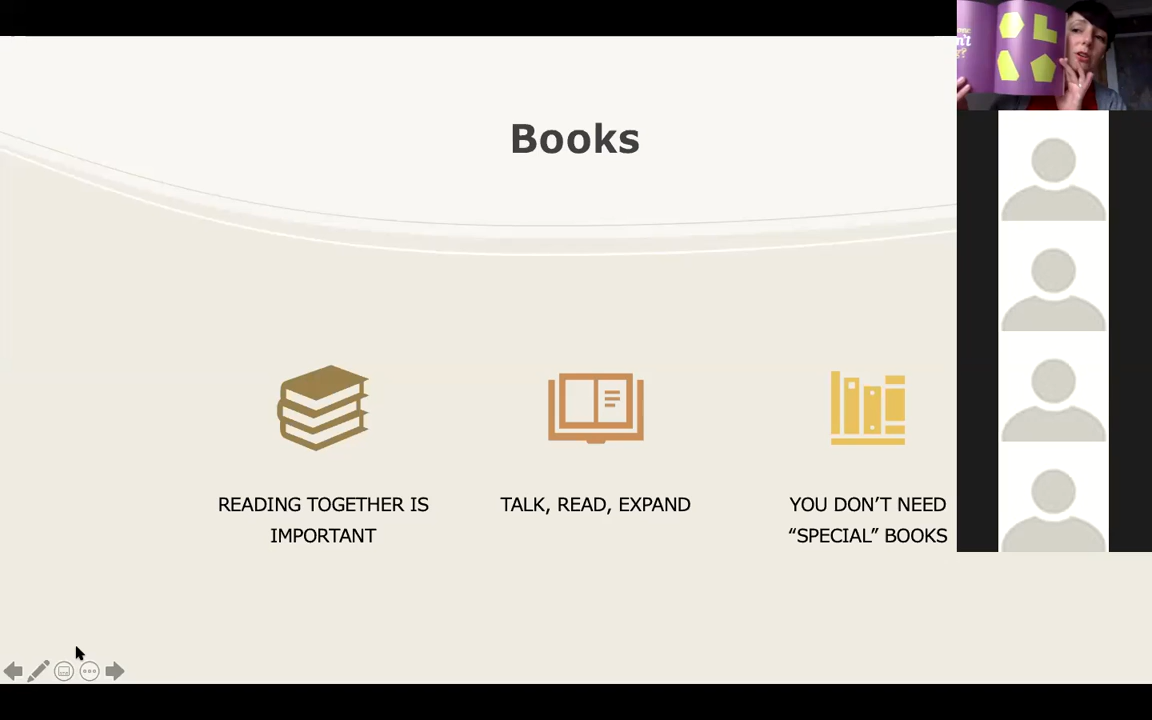 Books
READING TOGETHER IS
IMPORTANT
TALK, READ, EXPAND
YOU DON’T NEED
“SPECIAL” BOOKS